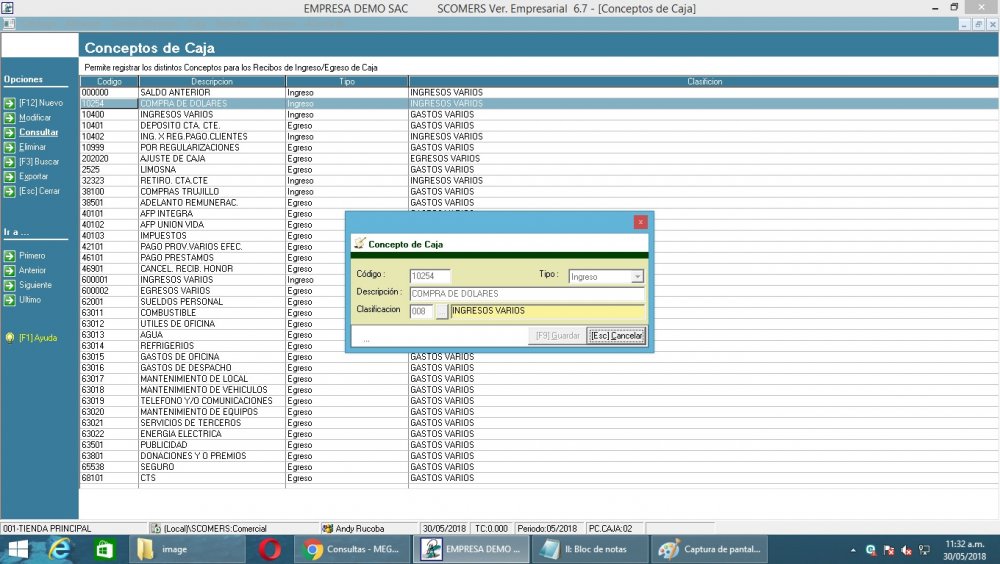 EMPRESA DEMO SAC SCOMERS Ver. Empresarial 6.7 - [Conceptos de Caja]
Conceptos de Caja
Permite registrar los distintos Conceptos para los Recibos de Ingreso/Egreso de Caja
Opciones
[F12] Nuevo
Modificar
Consultar
Eliminar
[F3] Buscar
Exportar
[Esc] Cerrar
Ir a ...
Primero
Anterior
Siguiente
Ultimo
[F1] Ayuda
Codigo Descripcion Tipo Clasificion
000000 SALDO ANTERIOR Ingreso INGRESOS VARIOS
10254 COMPRA DE DOLARES Ingreso INGRESOS VARIOS
10400 INGRESOS VARIOS Ingreso GASTOS VARIOS
10401 DEPOSITO CTA. CTE. Egreso GASTOS VARIOS
10402 ING. X REG.PAGO.CLIENTES Ingreso INGRESOS VARIOS
10999 POR REGULARIZACIONES Egreso GASTOS VARIOS
202020 AJUSTE DE CAJA Egreso EGRESOS VARIOS
2525 LIMOSNA Egreso GASTOS VARIOS
32323 RETIRO. CTA.CTE Ingreso INGRESOS VARIOS
38100 COMPRAS TRUJILLO Ingreso GASTOS VARIOS
38501 ADELANTO REMUNERAC. Egreso GASTOS VARIOS
40101 AFP INTEGRA Egreso
40102 AFP UNION VIDA Egreso
40103 IMPUESTOS Egreso
42101 PAGO PROV.VARIOS EFEC. Egreso
46101 PAGO PRESTAMOS Egreso
46901 CANCEL. RECIB. HONOR Egreso
600001 INGRESOS VARIOS Ingreso
600002 EGRESOS VARIOS Egreso
62001 SUELDOS PERSONAL Egreso
63011 COMBUSTIBLE Egreso
63012 UTILES DE OFICINA Egreso
63013 AGUA Egreso
63014 REFRIGERIOS Egreso
63015 GASTOS DE OFICINA Egreso GASTOS VARIOS
63016 GASTOS DE DESPACHO Egreso GASTOS VARIOS
63017 MANTENIMIENTO DE LOCAL Egreso GASTOS VARIOS
63018 MANTENIMIENTO DE VEHICULOS Egreso GASTOS VARIOS
63019 TELEFONO Y/O COMUNICACIONES Egreso GASTOS VARIOS
63020 MANTENIMIENTO DE EQUIPOS Egreso GASTOS VARIOS
63021 SERVICIOS DE TERCEROS Egreso GASTOS VARIOS
63022 ENERGIA ELECTRICA Egreso GASTOS VARIOS
63501 PUBLICIDAD Egreso GASTOS VARIOS
63801 DONACIONES Y O PREMIOS Egreso GASTOS VARIOS
65538 SEGURO Egreso GASTOS VARIOS
68101 CTS Egreso GASTOS VARIOS
Concepto de Caja
Código : 10254 Tipo : Ingreso
Descripción : COMPRA DE DOLARES
Clasificacion 008 ... INGRESOS VARIOS
... [F9] Guardar [Esc] Cancelar
001-TIENDA PRINCIPAL (Local)\SCOMERS:Comercial Andy Rucoba 30/05/2018 TC:0.000 Periodo:05/2018 PC.CAJA:02
image Consultas - MEG... EMPRESA DEMO ... II: Bloc de notas Captura de pantal... 11:32 a.m.
30/05/2018